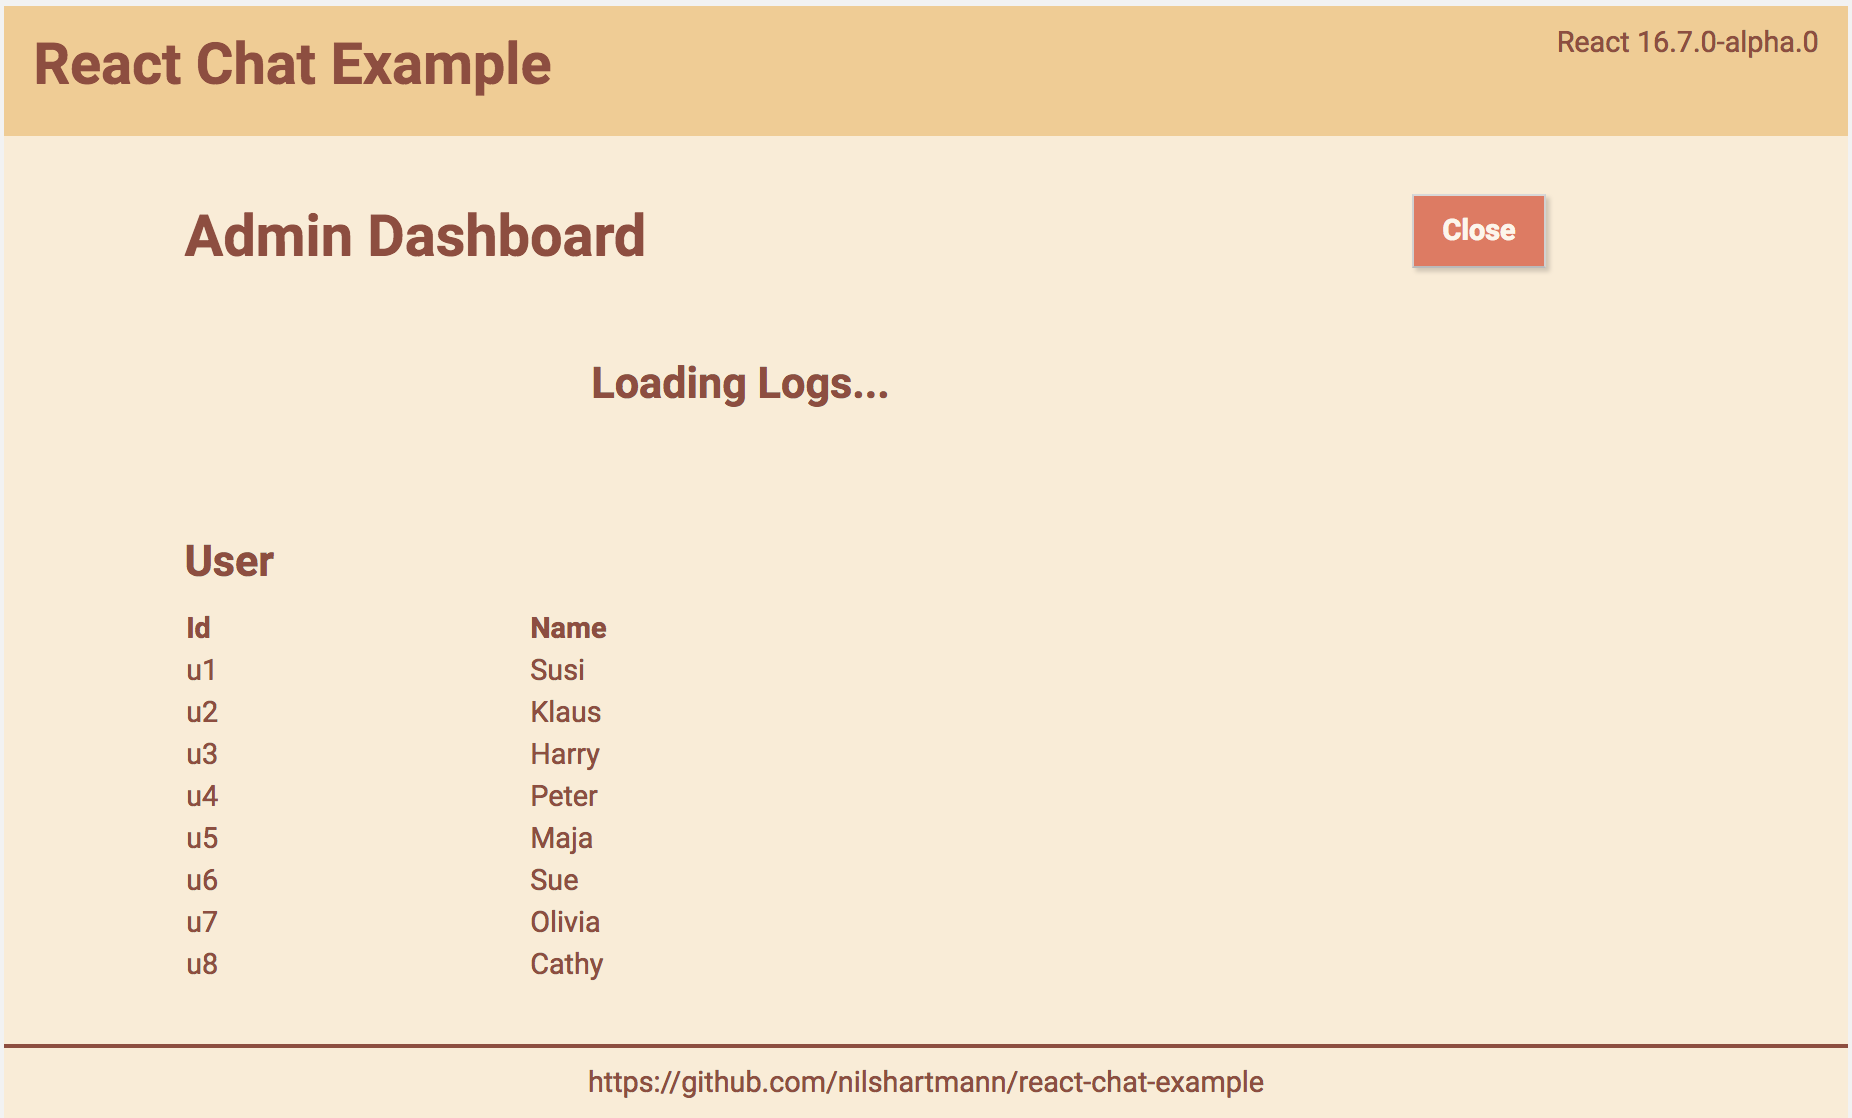 React Chat Example
React 16.7.0-alpha.0
Admin Dashboard
Close
Loading Logs...
User
Id Name
u1 Susi
u2 Klaus
u3 Harry
u4 Peter
u5 Maja
u6 Sue
u7 Olivia
u8 Cathy
https://github.com/nilshartmann/react-chat-example